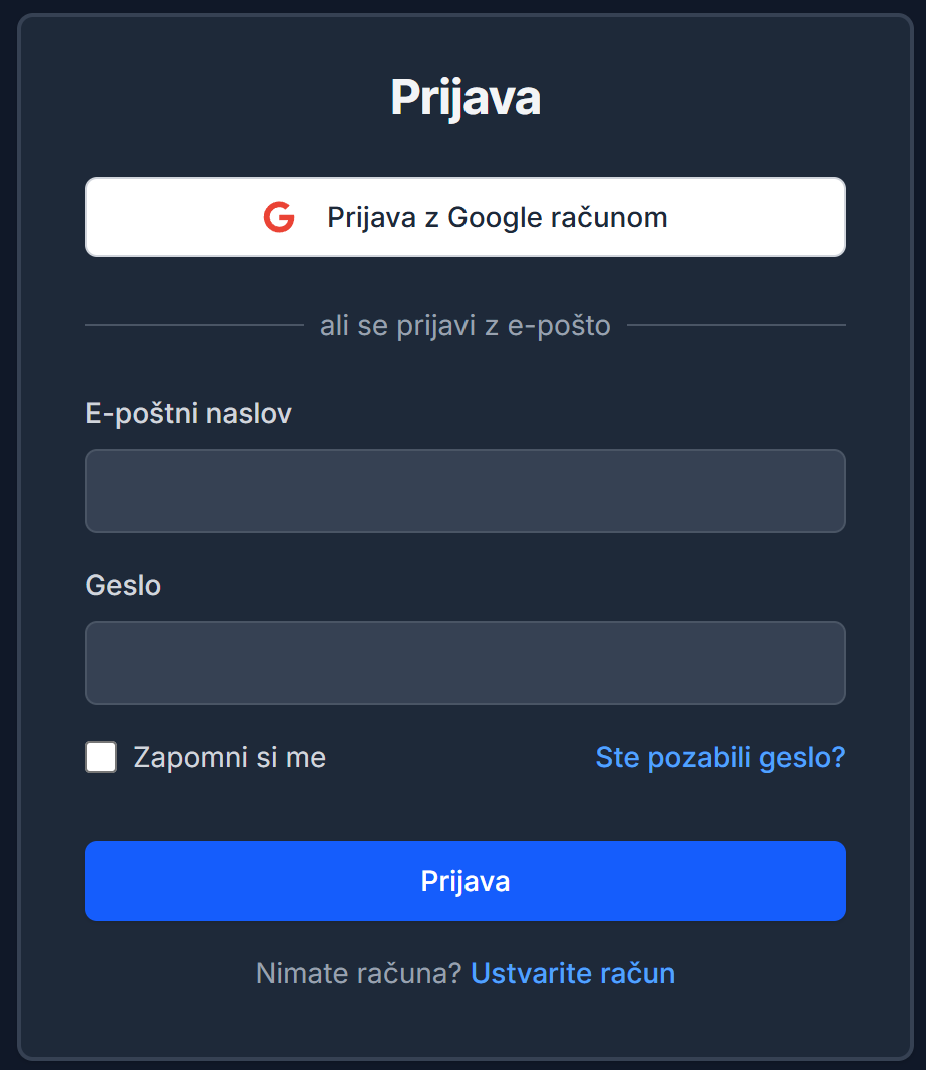 Prijava
Prijava z Google računom
ali se prijavi z e-pošto
E-poštni naslov
Geslo
Zapomni si me
Ste pozabili geslo?
Prijava
Nimate računa? Ustvarite račun